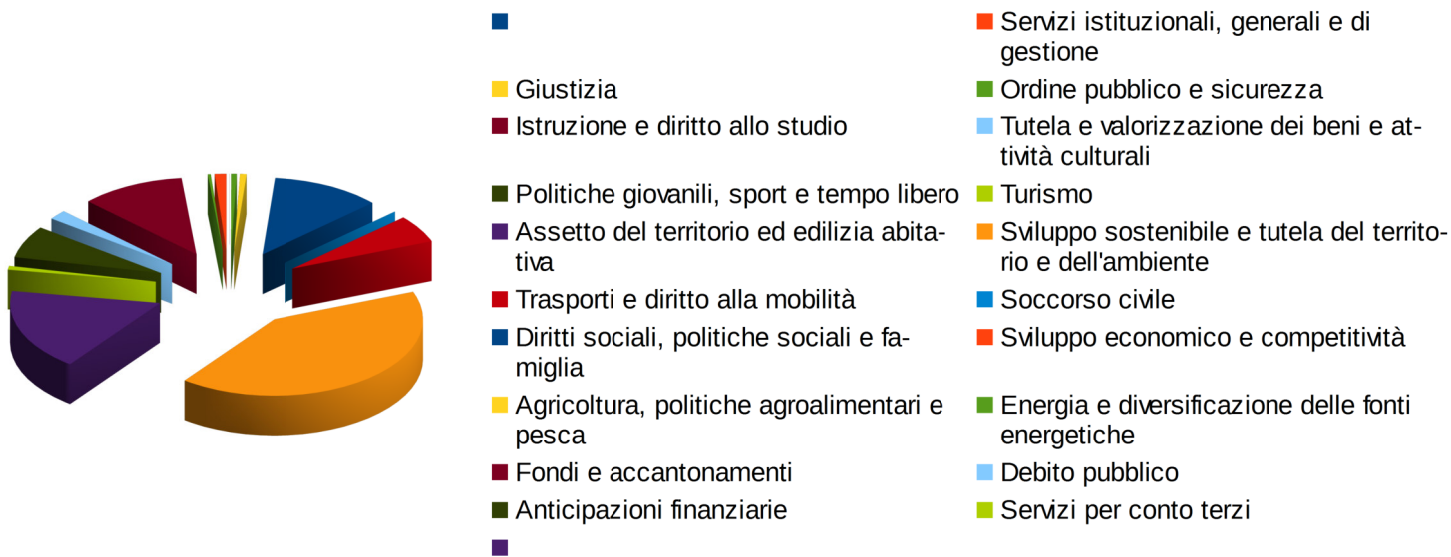 Servizi istituzionali, generali e di
gestione
Giustizia
Ordine pubblico e sicurezza
Istruzione e diritto allo studio
Tutela e valorizzazione dei beni e at-
tività culturali
Politiche giovanili, sport e tempo libero
Turismo
Assetto del territorio ed edilizia abita-
tiva
Sviluppo sostenibile e tutela del territo-
rio e dell'ambiente
Trasporti e diritto alla mobilità
Soccorso civile
Diritti sociali, politiche sociali e fa-
miglia
Sviluppo economico e competitività
Agricoltura, politiche agroalimentari e
pesca
Energia e diversificazione delle fonti
energetiche
Fondi e accantonamenti
Debito pubblico
Anticipazioni finanziarie
Servizi per conto terzi